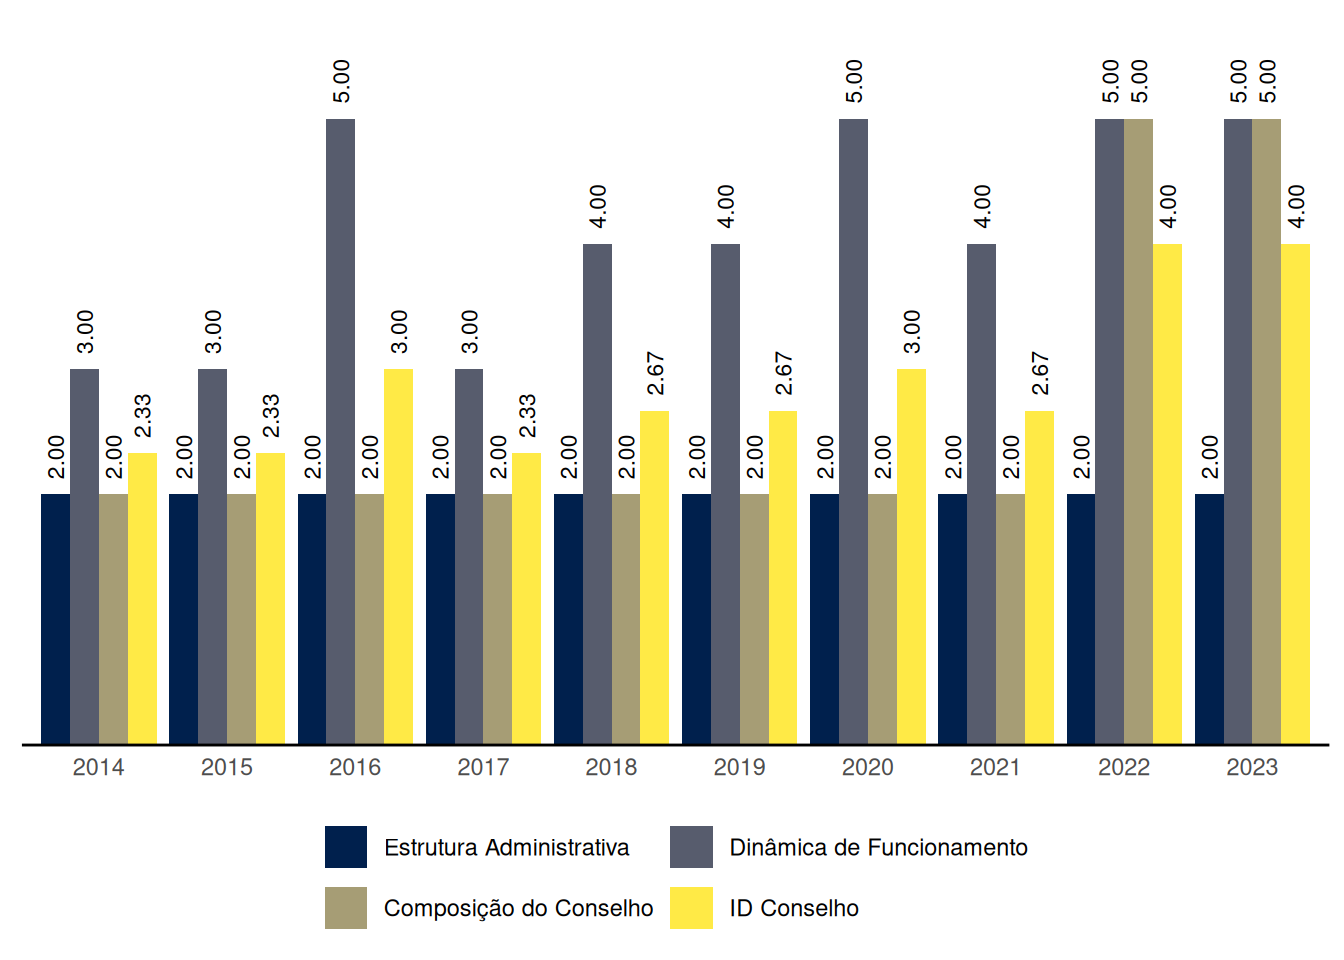 5.00 5.00 5.00 5.00 5.00 5.00
4.00 4.00 4.00 4.00 4.00
3.00 3.00 3.00 3.00 3.00
2.67 2.67 2.67
2.33 2.33 2.33
2.00 2.00 2.00 2.00 2.00 2.00 2.00 2.00 2.00 2.00 2.00 2.00 2.00 2.00 2.00 2.00 2.00 2.00
2014 2015 2016 2017 2018 2019 2020 2021 2022 2023
Estrutura Administrativa Dinâmica de Funcionamento
Composição do Conselho ID Conselho